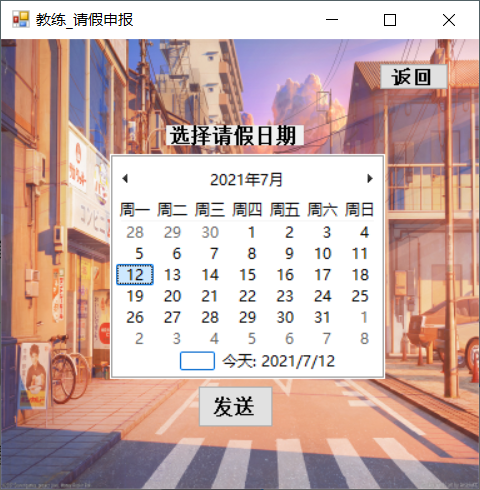 教练_请假申报
返回
选择请假日期
2021年7月
周一 周二 周三 周四 周五 周六 周日
28 29 30 1 2 3 4
5 6 7 8 9 10 11
12 13 14 15 16 17 18
19 20 21 22 23 24 25
26 27 28 29 30 31 1
2 3 4 5 6 7 8
今天: 2021/7/12
发送